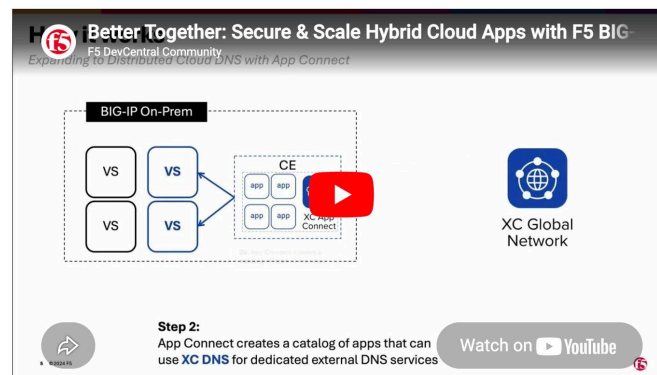 Better Together: Secure & Scale Hybrid Cloud Apps with F5 BIG-
F5 DevCentral Community
Expanding to Distributed Cloud DNS with App Connect
BIG-IP On-Prem
VS VS
VS VS
CE
app app
app app
XC App
Connect
XC Global
Network
Step 2:
App Connect creates a catalog of apps that can
use XC DNS for dedicated external DNS services
8 ©2024 F5
Watch on YouTube